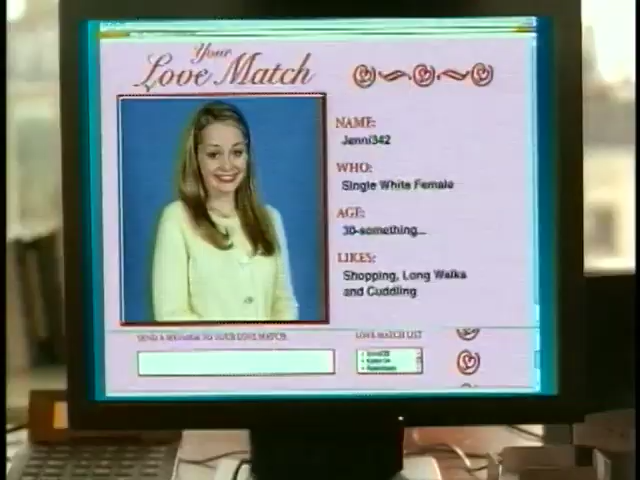 Your
Love Match
NAME:
Jenni342
WHO:
Single White Female
AGE:
30-something...
LIKES:
Shopping, Long Walks
and Cuddling
SEND A MESSAGE TO YOUR LOVE MATCH
LOVE MATCH LIST